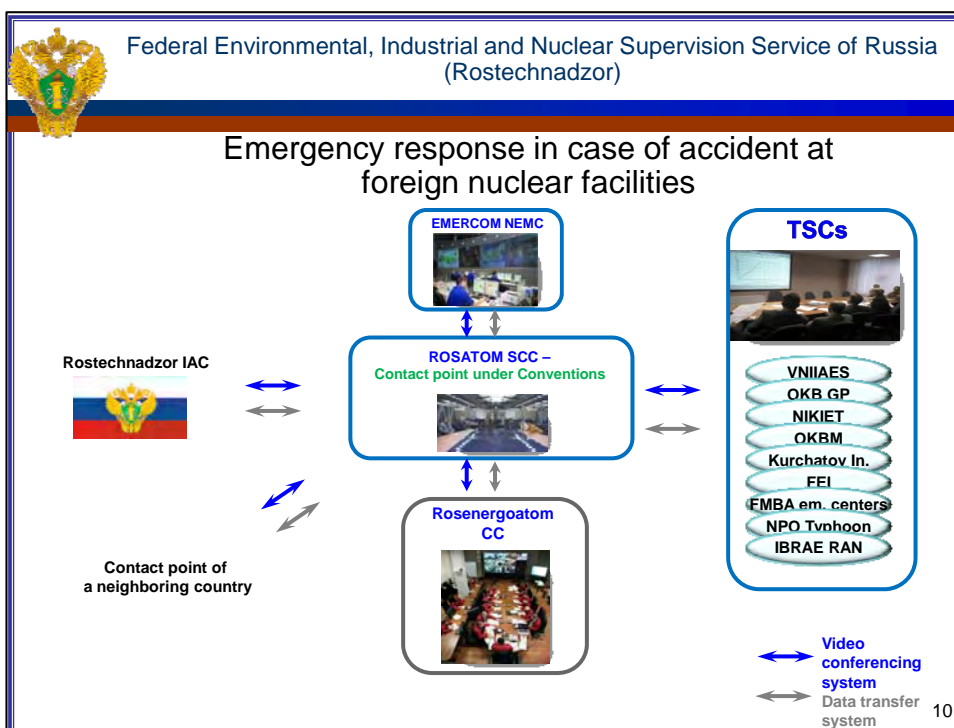 Federal Environmental, Industrial and Nuclear Supervision Service of Russia
(Rostechnadzor)
Emergency response in case of accident at
foreign nuclear facilities
EMERCOM NEMC
TSCs
Rostechnadzor IAC
ROSATOM SCC –
Contact point under Conventions
VNIIAES
OKB GP
NIKIET
OKBM
Kurchatov In.
FEI
FMBA em. centers
NPO Typhoon
IBRAE RAN
Rosenergoatom
CC
Contact point of
a neighboring country
Video
conferencing
system
Data transfer
system
10